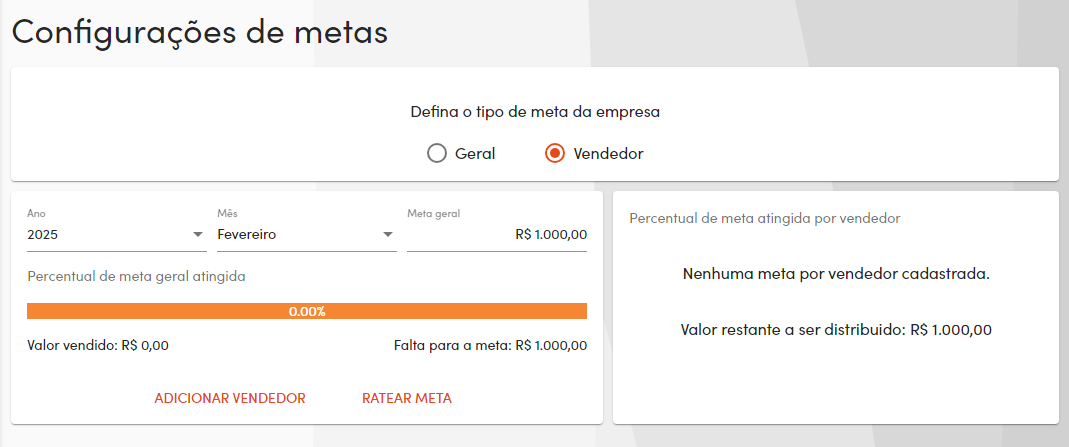 Configurações de metas
Defina o tipo de meta da empresa
Geral
Vendedor
Ano
Mês
Meta geral
2025
Fevereiro
R$ 1.000,00
Percentual de meta geral atingida
0.00%
Valor vendido: R$ 0,00
Falta para a meta: R$ 1.000,00
ADICIONAR VENDEDOR
RATEAR META
Percentual de meta atingida por vendedor
Nenhuma meta por vendedor cadastrada.
Valor restante a ser distribuido: R$ 1.000,00